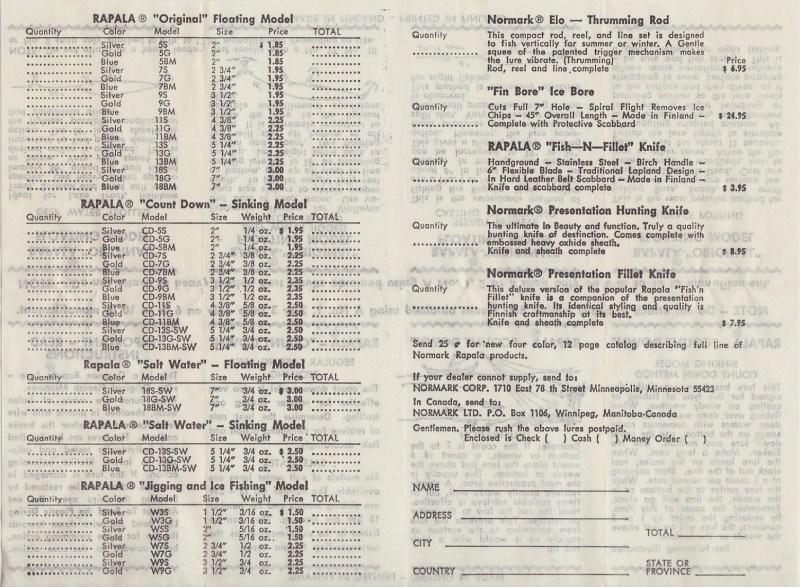 RAPALA® "Original" Floating Model
Quantity Color Model Size Price TOTAL
Silver 5S 2" $ 1.85
Gold 5G 2" 1.85
Blue 5BM 2" 1.85
Silver 7S 2 3/4" 1.95
Gold 7G 2 3/4" 1.95
Blue 7BM 2 3/4" 1.95
Silver 9S 3 1/2" 1.95
Gold 9G 3 1/2" 1.95
Blue 9BM 3 1/2" 1.95
Silver 11S 4 3/8" 2.25
Gold 11G 4 3/8" 2.25
Blue 11BM 4 3/8" 2.25
Silver 13S 5 1/4" 2.25
Gold 13G 5 1/4" 2.25
Blue 13BM 5 1/4" 2.25
Silver 18S 7" 3.00
Gold 18G 7" 3.00
Blue 18BM 7" 3.00
RAPALA® "Count Down" – Sinking Model
Quantity Color Model Size Weight Price TOTAL
Silver CD-5S 2" 1/4 oz. $ 1.95
Gold CD-5G 2" 1/4 oz. 1.95
Blue CD-5BM 2" 1/4 oz. 1.95
Silver CD-7S 2 3/4" 3/8 oz. 2.25
Gold CD-7G 2 3/4" 3/8 oz. 2.25
Blue CD-7BM 2 3/4" 3/8 oz. 2.25
Silver CD-9S 3 1/2" 1/2 oz. 2.35
Gold CD-9G 3 1/2" 1/2 oz. 2.35
Blue CD-9BM 3 1/2" 1/2 oz. 2.35
Silver CD-11S 4 3/8" 5/8 oz. 2.50
Gold CD-11G 4 3/8" 5/8 oz. 2.50
Blue CD-11BM 4 3/8" 5/8 oz. 2.50
Silver CD-13S-SW 5 1/4" 3/4 oz. 2.50
Gold CD-13G-SW 5 1/4" 3/4 oz. 2.50
Blue CD-13BM-SW 5 1/4" 3/4 oz. 2.50
Rapala® "Salt Water" – Floating Model
Quantity Color Model Size Weight Price TOTAL
Silver 18S-SW 7" 3/4 oz. $ 3.00
Gold 18G-SW 7" 3/4 oz. 3.00
Blue 18BM-SW 7" 3/4 oz. 3.00
RAPALA® "Salt Water" – Sinking Model
Quantity Color Model Size Weight Price TOTAL
Silver CD-13S-SW 5 1/4" 3/4 oz. $ 2.50
Gold CD-13G-SW 5 1/4" 3/4 oz. 2.50
Blue CD-13BM-SW 5 1/4" 3/4 oz. 2.50
RAPALA® "Jigging and Ice Fishing" Model
Quantity Color Model Size Weight Price TOTAL
Silver W3S 1 1/2" 3/16 oz. $ 1.50
Gold W3G 1 1/2" 3/16 oz. 1.50
Silver W5S 2" 5/16 oz. 1.50
Gold W5G 2" 5/16 oz. 1.50
Silver W7S 2 3/4" 1/2 oz. 2.25
Gold W7G 2 3/4" 1/2 oz. 2.25
Silver W9S 3 1/2" 3/4 oz. 2.25
Gold W9G 3 1/2" 3/4 oz. 2.25
Normark® Elo — Thrumming Rod
Quantity This compact rod, reel, and line set is designed
to fish vertically for summer or winter. A Gentle
squee of the patented trigger mechanism makes
the lure vibrate. (Thrumming) Price
Rod, reel and line complete $ 6.95
"Fin Bore" Ice Bore
Quantity Cuts Full 7" Hole – Spiral Flight Removes Ice
Chips – 45" Overall Length – Made in Finland – $ 24.95
Complete with Protective Scabbard
RAPALA® "Fish—N—Fillet" Knife
Quantity Handground – Stainless Steel – Birch Handle –
6" Flexible Blade – Traditional Lapland Design –
In Hard Leather Belt Scabbard – Made in Finland –
Knife and scabbard complete $ 3.95
Normark® Presentation Hunting Knife
Quantity The ultimate in Beauty and function. Truly a quality
hunting knife of destinction. Comes complete with
embossed heavy oxhide sheath.
Knife and sheath complete $ 8.95
Normark® Presentation Fillet Knife
Quantity This deluxe version of the popular Rapala "Fish'n
Fillet" knife is a companion of the presentation
hunting knife. Its identical styling and quality is
Finnish craftmanship at its best.
Knife and sheath complete $ 7.95
Send 25 ¢ for new four color, 12 page catalog describing full line of
Normark Rapala products.
If your dealer cannot supply, send to:
NORMARK CORP. 1710 East 78 th Street Minneapolis, Minnesota 55423
In Canada, send to:
NORMARK LTD. P.O. Box 1106, Winnipeg, Manitoba-Canada
Gentlemen. Please rush the above lures postpaid.
Enclosed is Check ( ) Cash ( ) Money Order ( )
NAME
ADDRESS
TOTAL
CITY
STATE OR
COUNTRY PROVINCE